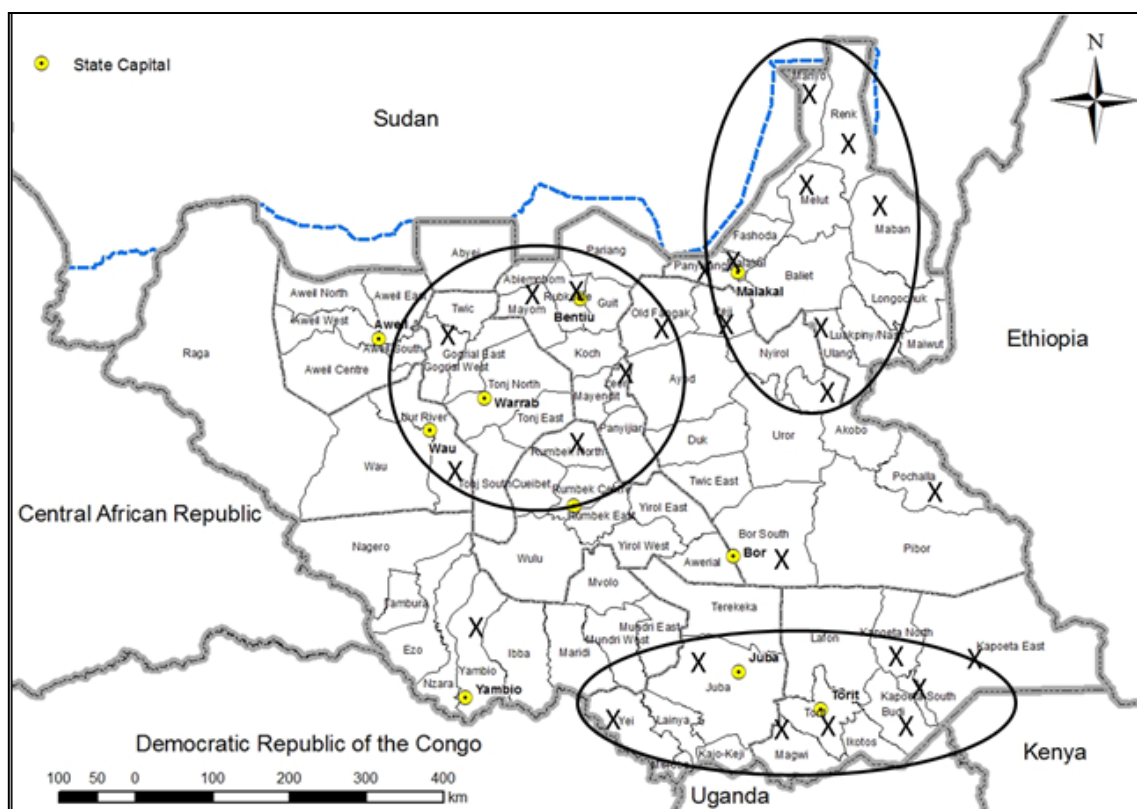 N
State Capital
Sudan
Manyo
Renk
Melut
Maban
Fashoda
Abyei
Pariang
Panyikang
Malakal
Baliet
Malakal
Abiemnhom
Rubkona
Guit
Mayom
Bentiu
Twic
Aweil North
Aweil East
Aweil West
Aweil
Aweil South
Aweil Centre
Old Fangak
Longochuk
Luakpiny/Nasir
Maiwut
Ulang
Nyirol
Ethiopia
Raga
Gogrial East
Gogrial West
Koch
Leer
Mayendit
Ayod
Tonj North
Warrab
Tonj East
Panyijiar
Jur River
Wau
Wau
Duk
Uror
Akobo
Rumbek North
Pochalla
Tonj South
Cueibet
Rumbek Centre
Twic East
Rumbek East
Yirol East
Central African Republic
Nagero
Wulu
Yirol West
Awerial
Bor South
Bor
Pibor
Mvolo
Tambura
Terekeka
Mundri East
Mundri West
Lafon
Kapoeta North
Kapoeta East
Ezo
Yambio
Ibba
Maridi
Juba
Juba
Nzara
Yambio
Torit
Torit
Kapoeta South
Budi
Yei
Lainya
Ikotos
Magwi
Kajo-Keji
Democratic Republic of the Congo
Kenya
Uganda
100 50 0 100 200 300 400
km